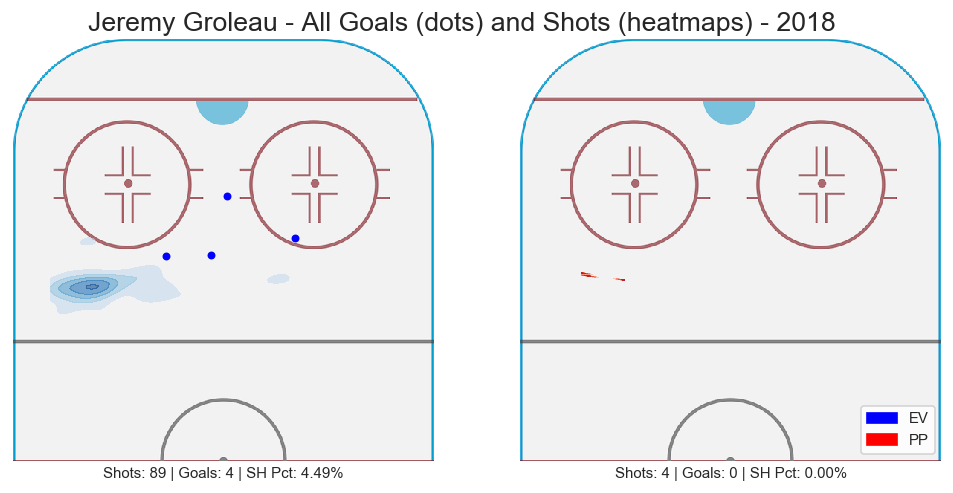 Jeremy Groleau - All Goals (dots) and Shots (heatmaps) - 2018
EV
PP
Shots: 89 | Goals: 4 | SH Pct: 4.49%
Shots: 4 | Goals: 0 | SH Pct: 0.00%